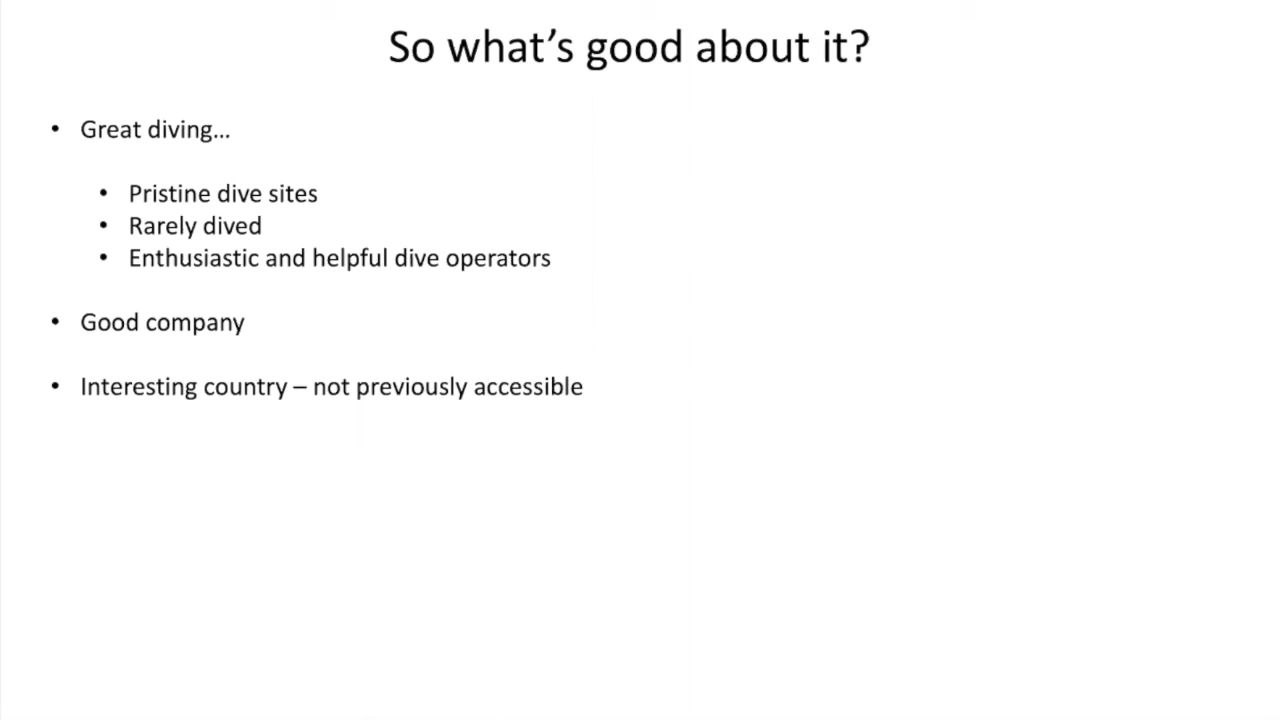 So what’s good about it?
• Great diving…
• Pristine dive sites
• Rarely dived
• Enthusiastic and helpful dive operators
• Good company
• Interesting country – not previously accessible